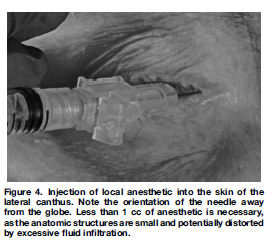 Figure 4. Injection of local anesthetic into the skin of the
lateral canthus. Note the orientation of the needle away
from the globe. Less than 1 cc of anesthetic is necessary,
as the anatomic structures are small and potentially distorted
by excessive fluid infiltration.